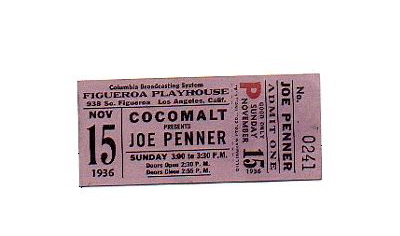 Columbia Broadcasting System
FIGUEROA PLAYHOUSE
938 So. Figueroa Los Angeles, Calif.
NOV
15
1936
COCOMALT
PRESENTS
JOE PENNER
SUNDAY 3:00 to 3:30 P.M.
Doors Open 2:30 P. M.
Doors Close 2:55 P. M.
P
GOOD ONLY
SUNDAY
NOVEMBER
15
1936
ADMIT ONE
JOE PENNER
No.
0241